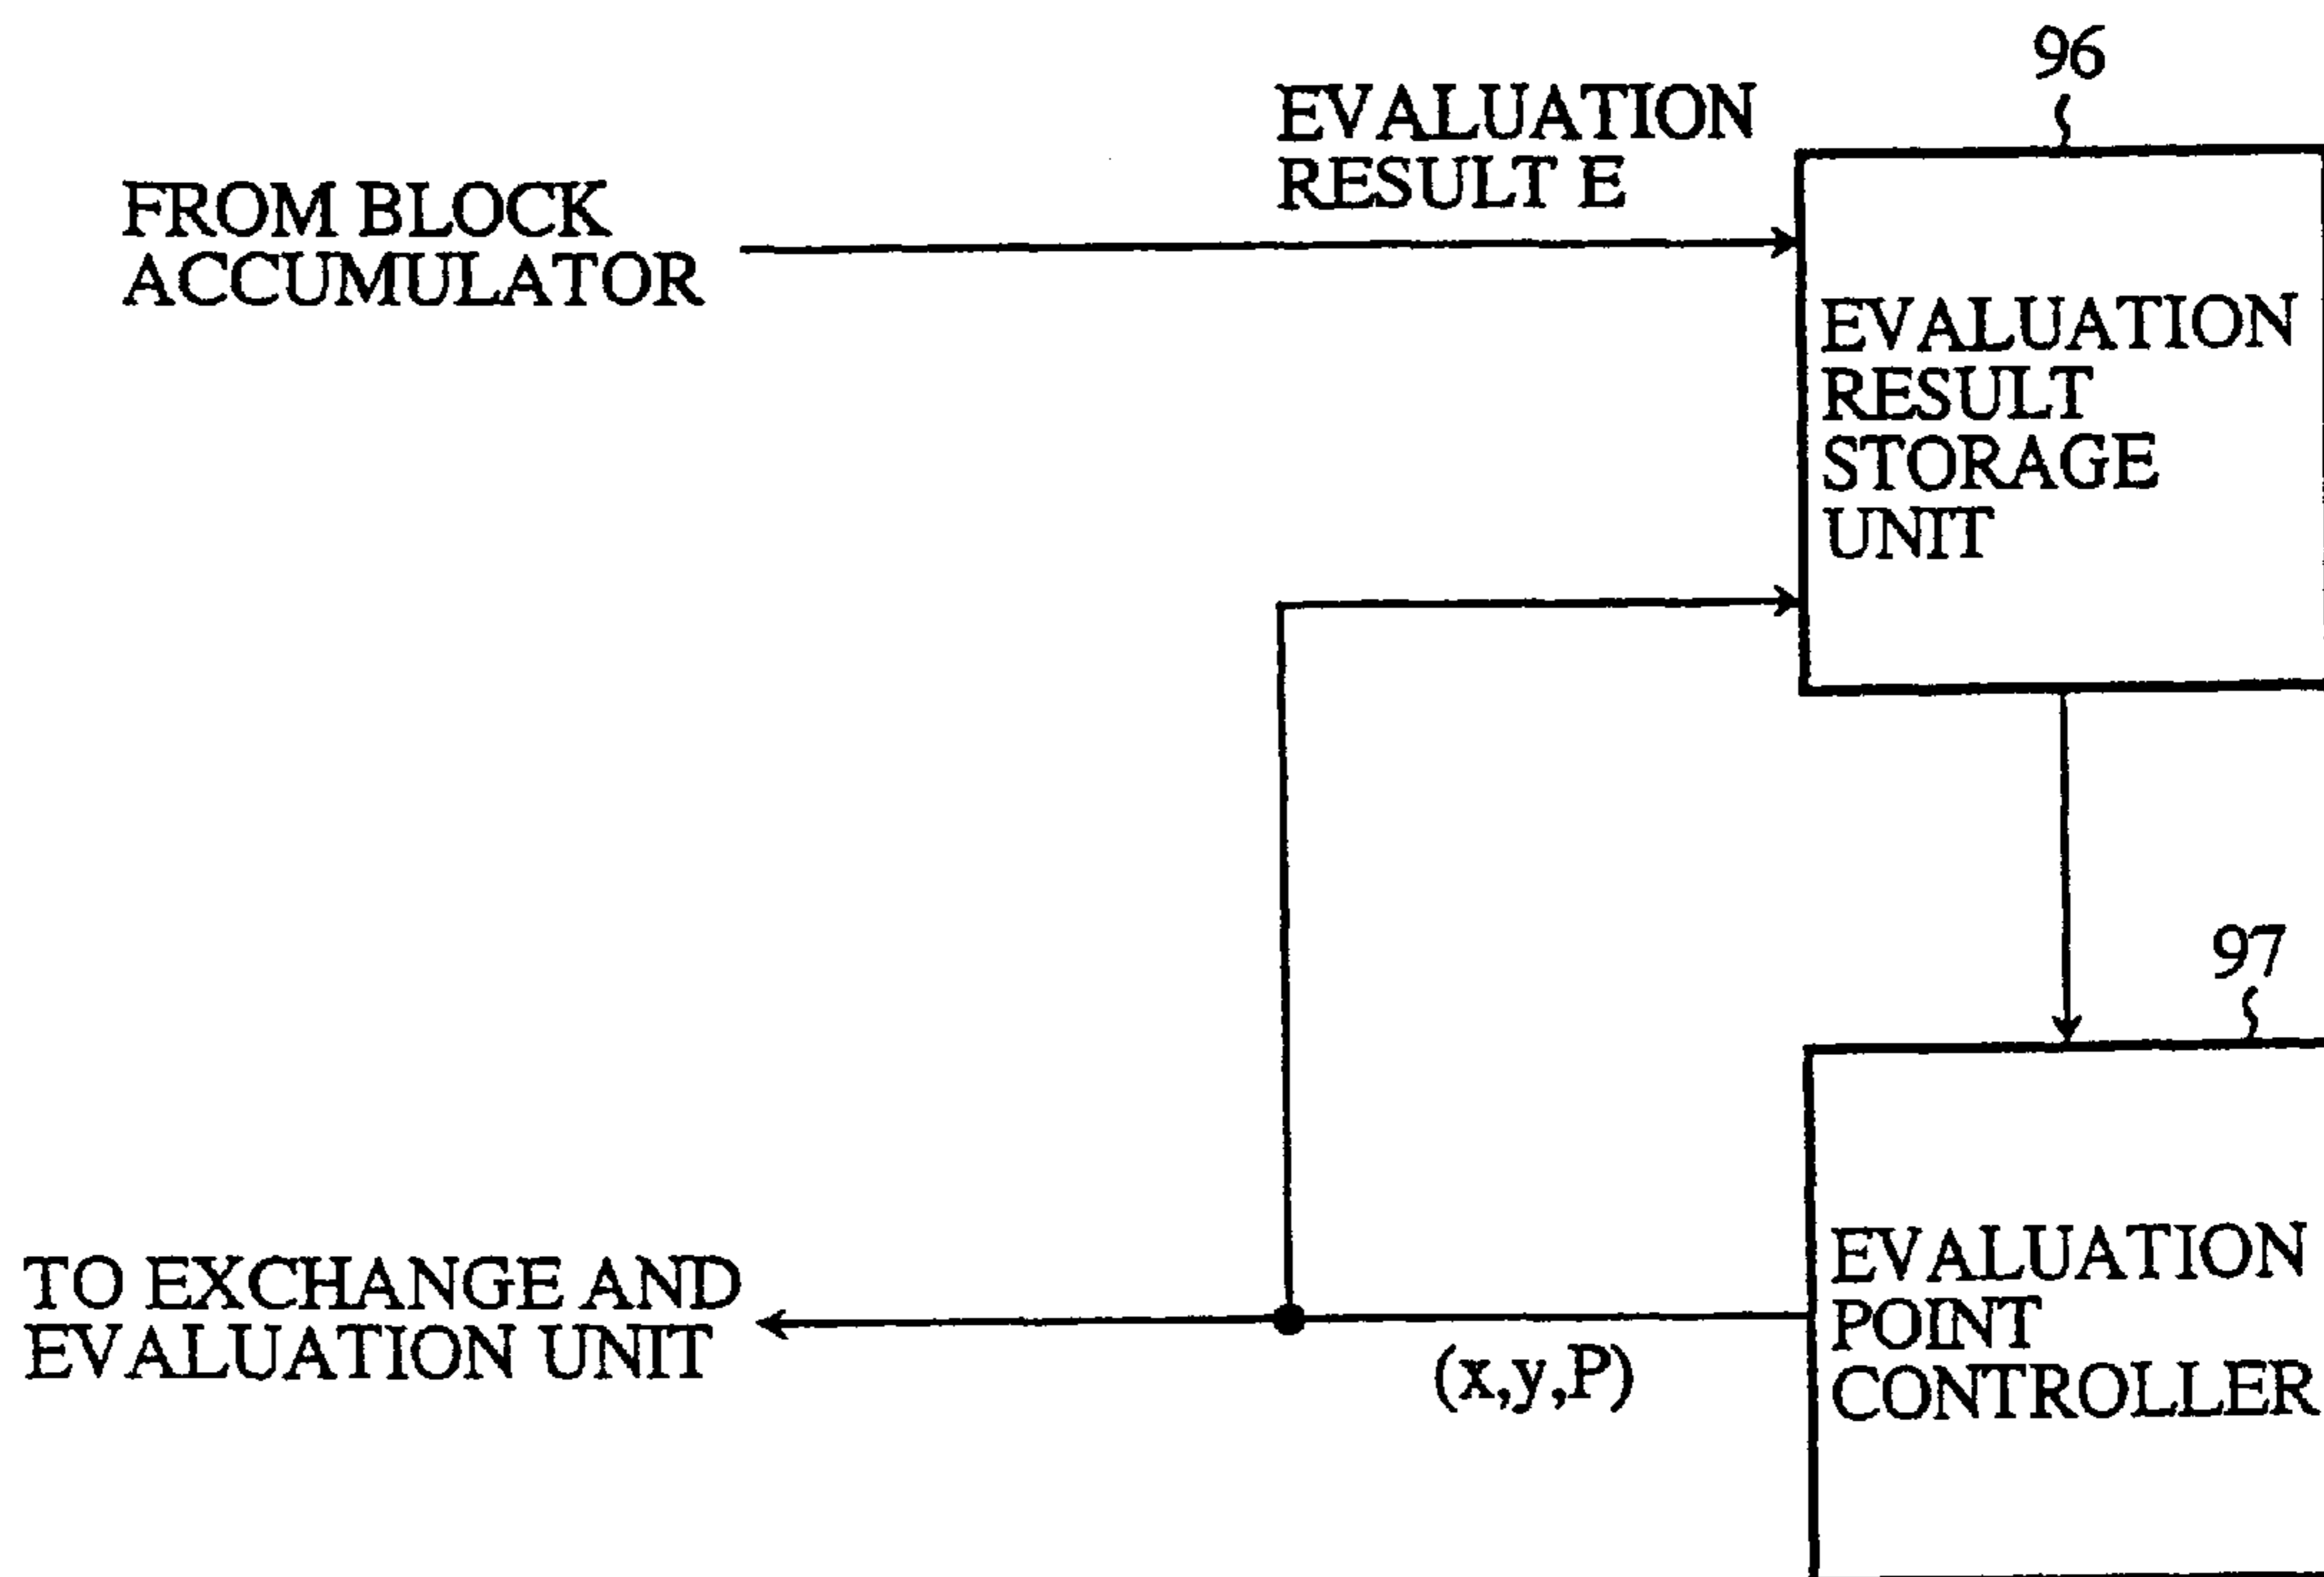 96
EVALUATION
RESULT E
FROM BLOCK
ACCUMULATOR
EVALUATION
RESULT
STORAGE
UNIT
97
TO EXCHANGE AND
EVALUATION UNIT
(x,y,P)
EVALUATION
POINT
CONTROLLER